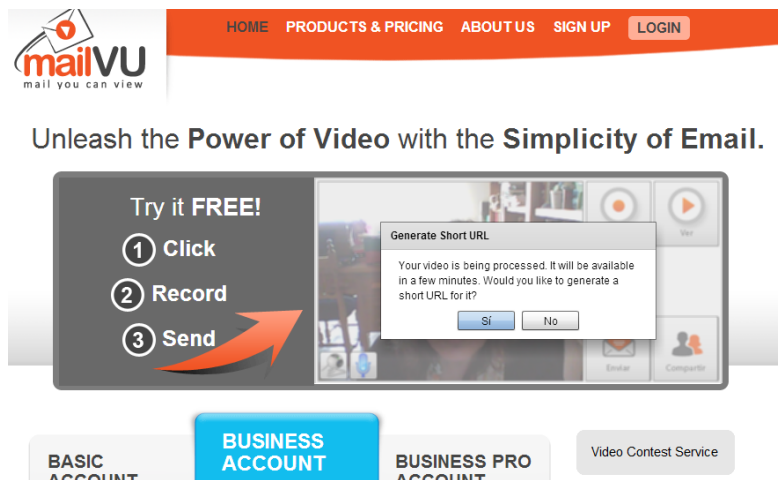 mailVU
mail you can view
HOME PRODUCTS & PRICING ABOUT US SIGN UP LOGIN
Unleash the Power of Video with the Simplicity of Email.
Try it FREE!
1 Click
2 Record
3 Send
Ver
Generate Short URL
Your video is being processed. It will be available
in a few minutes. Would you like to generate a
short URL for it?
Sí No
Enviar Compartir
BASIC
ACCOUNT
BUSINESS
ACCOUNT
BUSINESS PRO
ACCOUNT
Video Contest Service